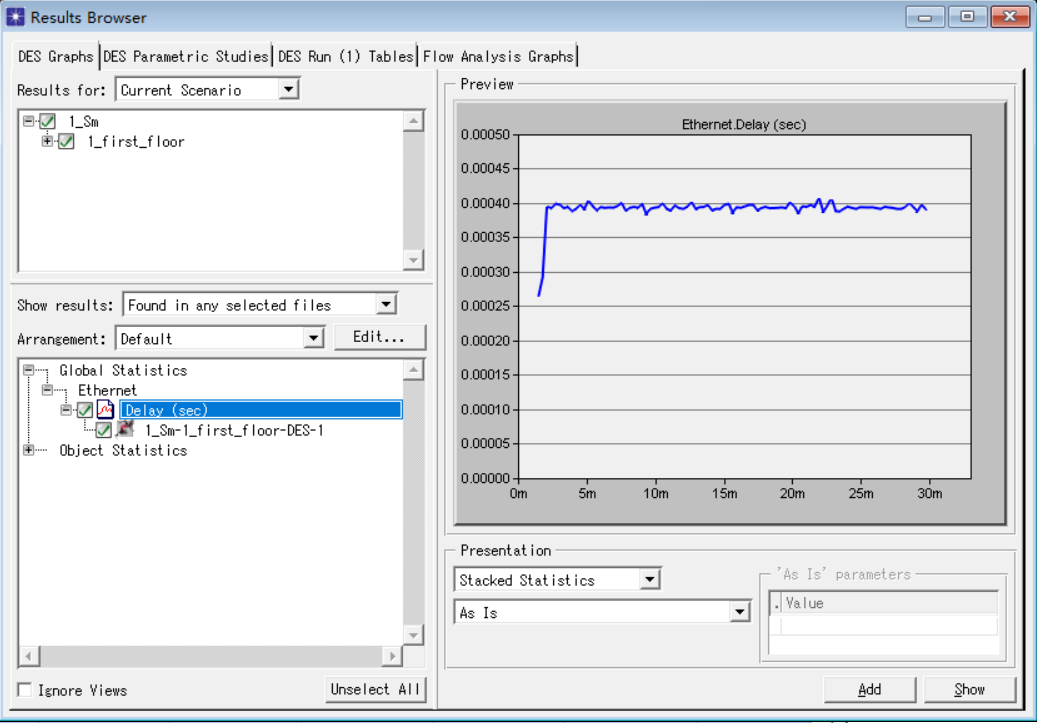 Results Browser
DES Graphs DES Parametric Studies DES Run (1) Tables Flow Analysis Graphs
Results for: Current Scenario
1_Sm
1_first_floor
Show results: Found in any selected files
Arrangement: Default Edit...
Global Statistics
Ethernet
Delay (sec)
1_Sm-1_first_floor-DES-1
Object Statistics
Ignore Views Unselect All
Preview
Ethernet.Delay (sec)
0.00050
0.00045
0.00040
0.00035
0.00030
0.00025
0.00020
0.00015
0.00010
0.00005
0.00000
0m 5m 10m 15m 20m 25m 30m
Presentation
Stacked Statistics
As Is
'As Is' parameters
. Value
Add Show